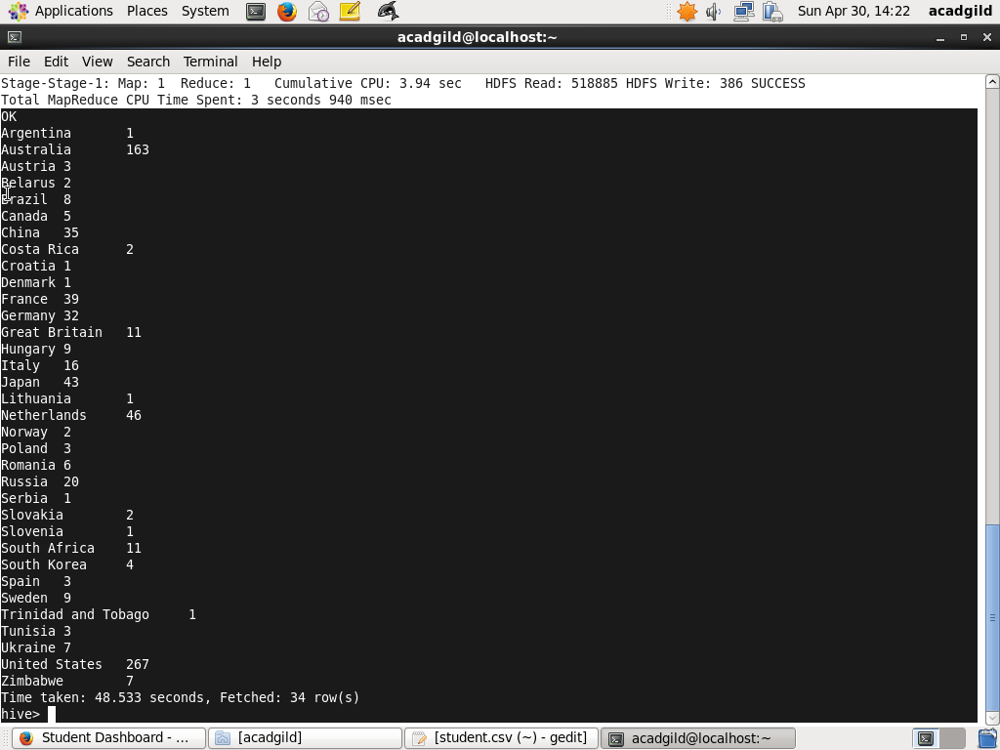 Applications Places System Sun Apr 30, 14:22 acadgild
acadgild@localhost:~
File Edit View Search Terminal Help
Stage-Stage-1: Map: 1  Reduce: 1   Cumulative CPU: 3.94 sec   HDFS Read: 518885 HDFS Write: 386 SUCCESS
Total MapReduce CPU Time Spent: 3 seconds 940 msec
OK
Argentina	1
Australia	163
Austria	3
Belarus	2
Brazil	8
Canada	5
China	35
Costa Rica	2
Croatia	1
Denmark	1
France	39
Germany	32
Great Britain	11
Hungary	9
Italy	16
Japan	43
Lithuania	1
Netherlands	46
Norway	2
Poland	3
Romania	6
Russia	20
Serbia	1
Slovakia	2
Slovenia	1
South Africa	11
South Korea	4
Spain	3
Sweden	9
Trinidad and Tobago	1
Tunisia	3
Ukraine	7
United States	267
Zimbabwe	7
Time taken: 48.533 seconds, Fetched: 34 row(s)
hive>
Student Dashboard - ... [acadgild] [student.csv (~) - gedit] acadgild@localhost:~